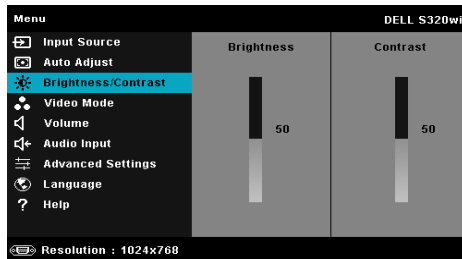 Menu DELL S320wi
Input Source
Auto Adjust
Brightness/Contrast
Video Mode
Volume
Audio Input
Advanced Settings
Language
? Help
Brightness Contrast
50 50
Resolution : 1024x768